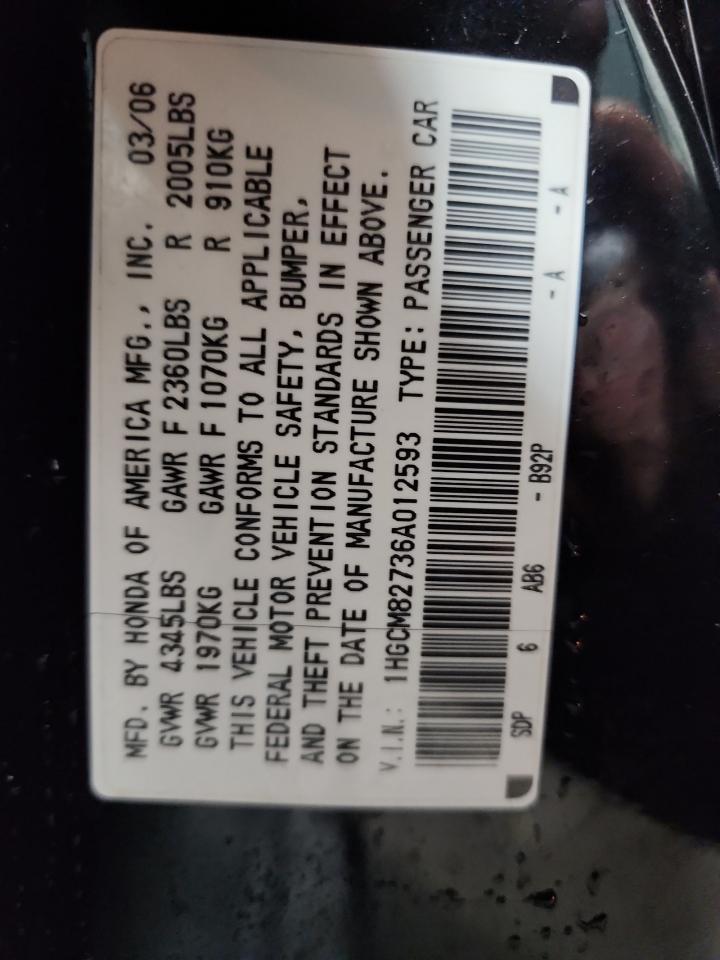 MFD. BY HONDA OF AMERICA MFG., INC. 03/06
GVWR 4345LBS GAWR F 2360LBS R 2005LBS
GVWR 1970KG GAWR F 1070KG R 910KG
THIS VEHICLE CONFORMS TO ALL APPLICABLE
FEDERAL MOTOR VEHICLE SAFETY, BUMPER,
AND THEFT PREVENTION STANDARDS IN EFFECT
ON THE DATE OF MANUFACTURE SHOWN ABOVE.
V.I.N.: 1HGCM82736A012593 TYPE: PASSENGER CAR
SDP 6 AB6 - B92P - A - A